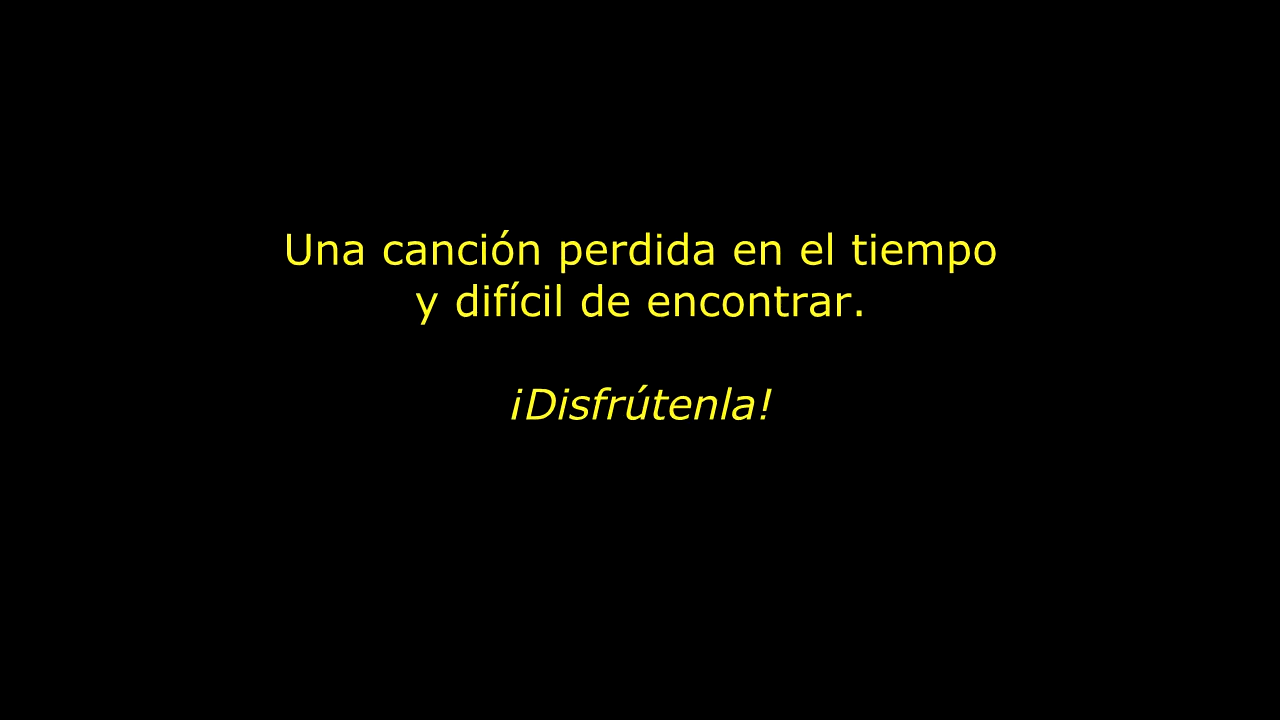 Una canción perdida en el tiempo
y difícil de encontrar.
¡Disfrútenla!